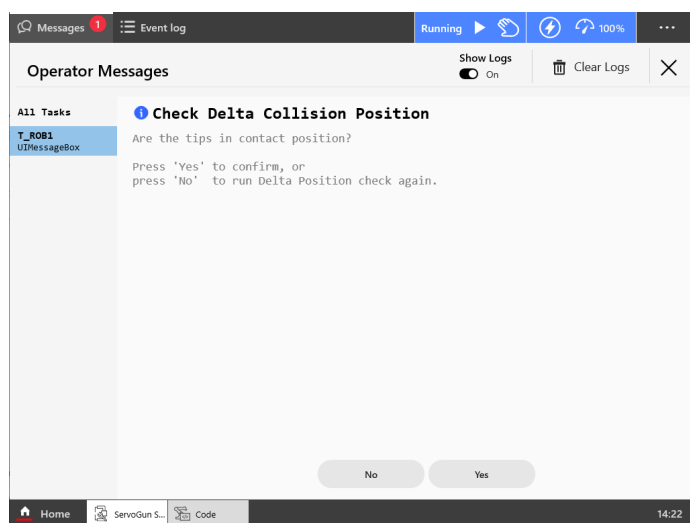 Messages 1
Event log
Running
100%
Operator Messages
Show Logs
On
Clear Logs
All Tasks
T_ROB1
UIMessageBox
Check Delta Collision Position
Are the tips in contact position?
Press 'Yes' to confirm, or
press 'No' to run Delta Position check again.
No
Yes
Home
ServoGun S...
Code
14:22